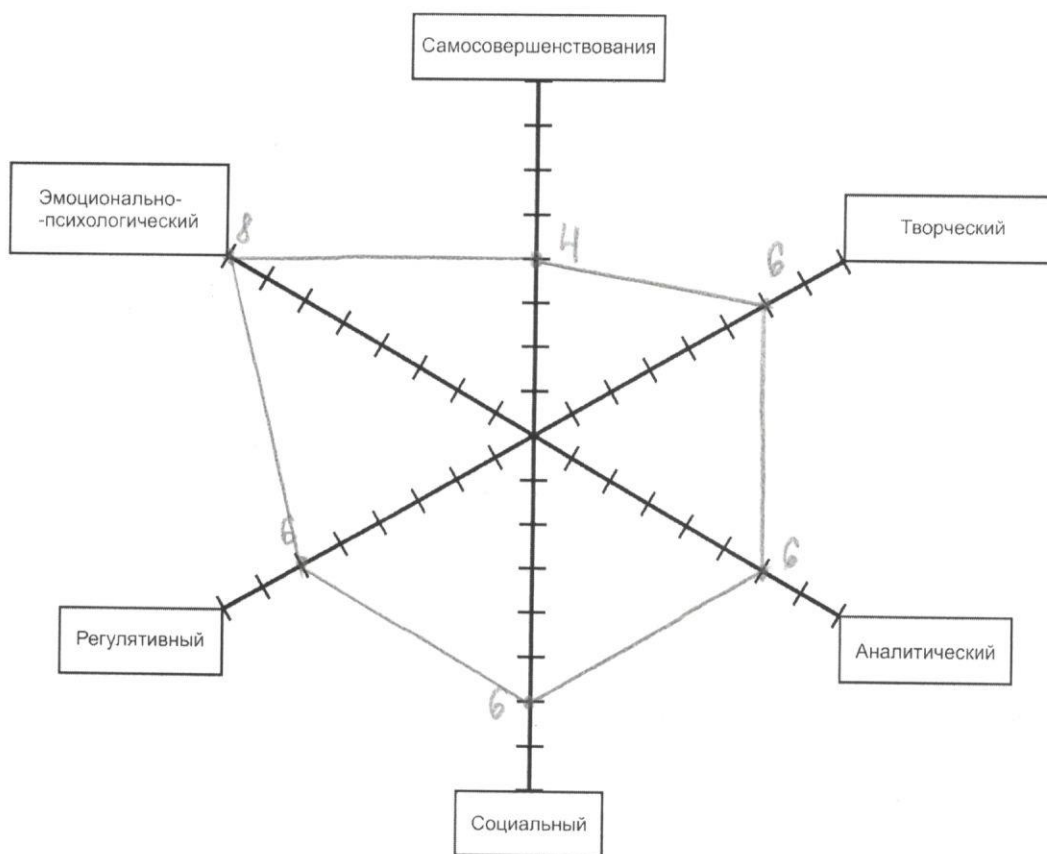 Самосовершенствования
Эмоционально-
-психологический
Творческий
8
4
6
6
6
6
Регулятивный
Аналитический
Социальный